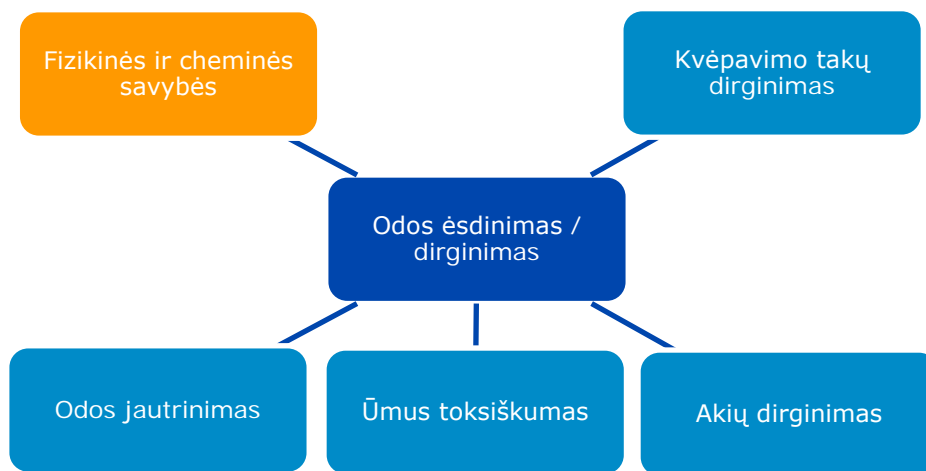 Fizikinės ir cheminės
savybės
Kvėpavimo takų
dirginimas
Odos ėsdinimas /
dirginimas
Odos jautrinimas
Ūmus toksiškumas
Akių dirginimas